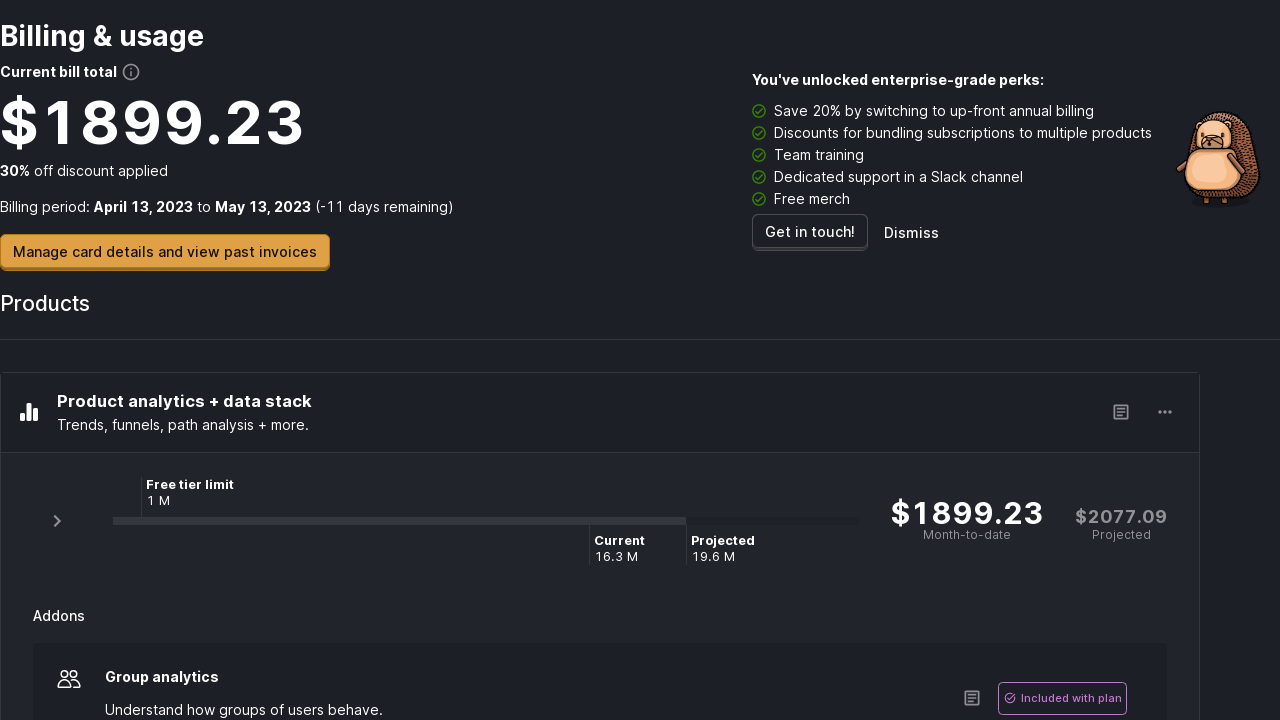 Billing & usage
Current bill total
$1899.23
30% off discount applied
Billing period: April 13, 2023 to May 13, 2023 (-11 days remaining)
Manage card details and view past invoices
You've unlocked enterprise-grade perks:
Save 20% by switching to up-front annual billing
Discounts for bundling subscriptions to multiple products
Team training
Dedicated support in a Slack channel
Free merch
Get in touch! Dismiss
Products
Product analytics + data stack
Trends, funnels, path analysis + more.
Free tier limit
1 M
Current
16.3 M
Projected
19.6 M
$1899.23
Month-to-date
$2077.09
Projected
Addons
Group analytics
Understand how groups of users behave.
Included with plan